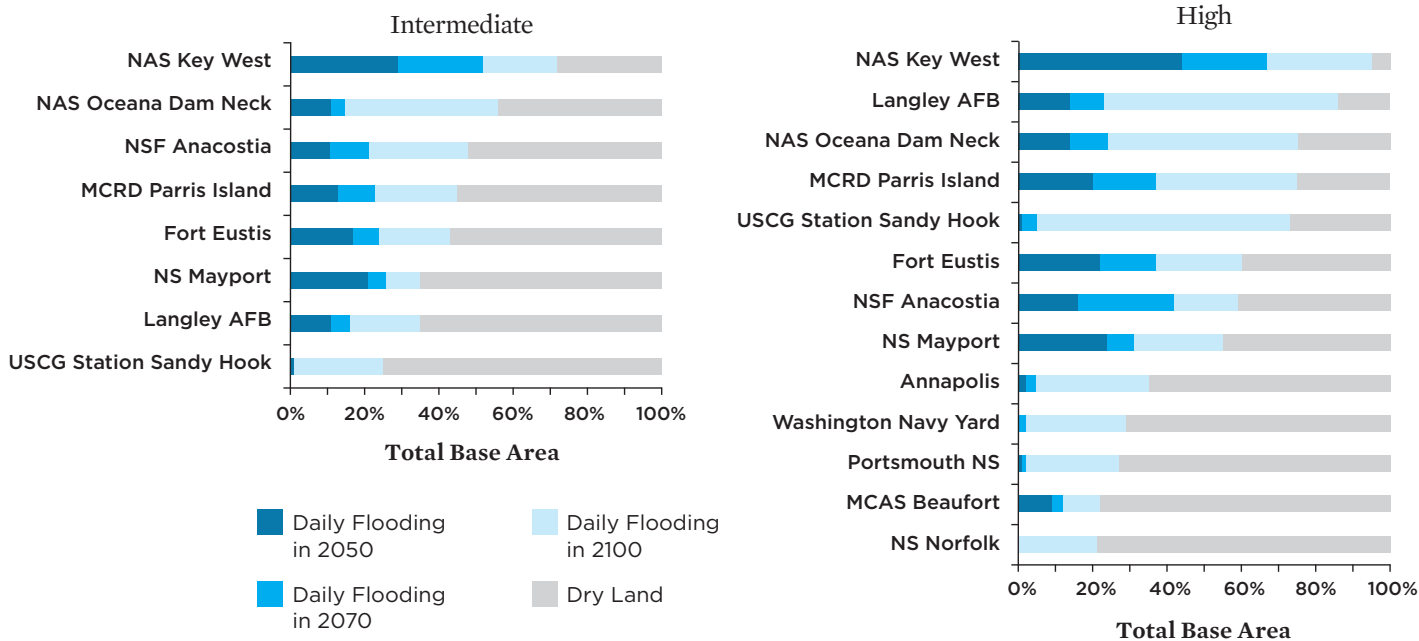 Intermediate
NAS Key West
NAS Oceana Dam Neck
NSF Anacostia
MCRD Parris Island
Fort Eustis
NS Mayport
Langley AFB
USCG Station Sandy Hook
0% 20% 40% 60% 80% 100%
Total Base Area
Daily Flooding
in 2050
Daily Flooding
in 2070
Daily Flooding
in 2100
Dry Land
High
NAS Key West
Langley AFB
NAS Oceana Dam Neck
MCRD Parris Island
USCG Station Sandy Hook
Fort Eustis
NSF Anacostia
NS Mayport
Annapolis
Washington Navy Yard
Portsmouth NS
MCAS Beaufort
NS Norfolk
0% 20% 40% 60% 80% 100%
Total Base Area